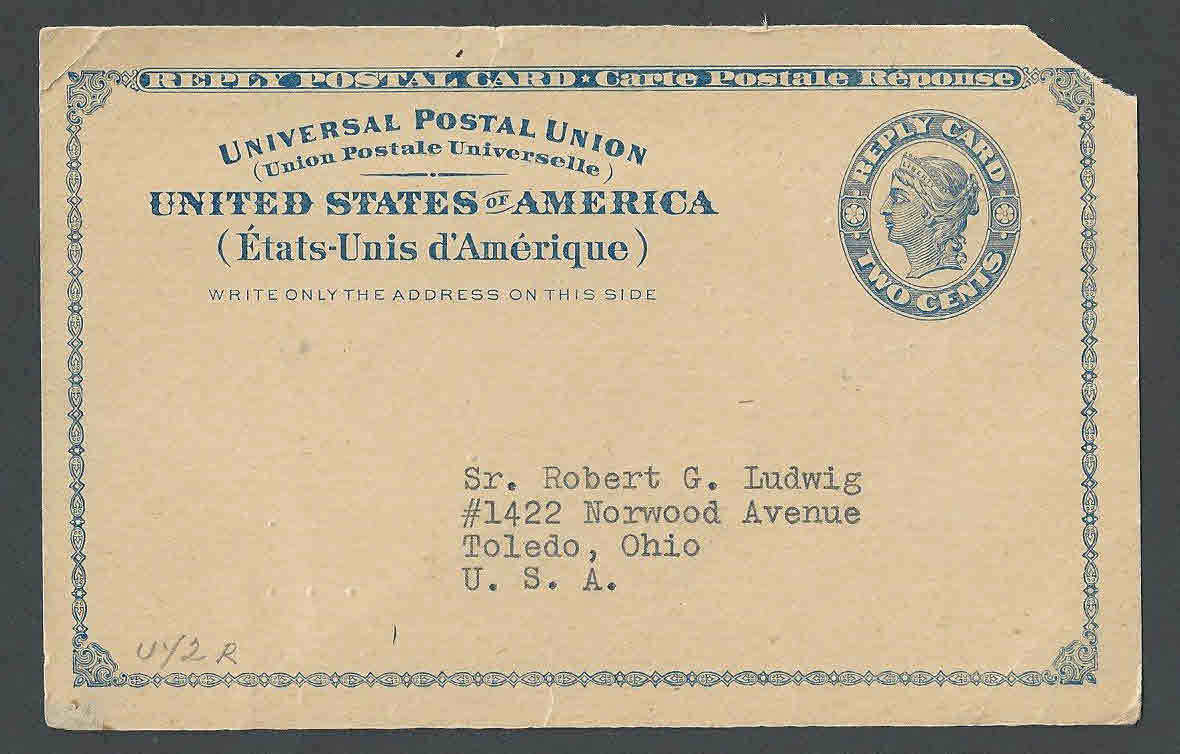 REPLY POSTAL CARD ★ Carte Postale Réponse
UNIVERSAL POSTAL UNION
(Union Postale Universelle)
UNITED STATES OF AMERICA
(États-Unis d'Amérique)
WRITE ONLY THE ADDRESS ON THIS SIDE
REPLY CARD
TWO CENTS
Sr. Robert G. Ludwig
#1422 Norwood Avenue
Toledo, Ohio
U. S. A.
UY2 R